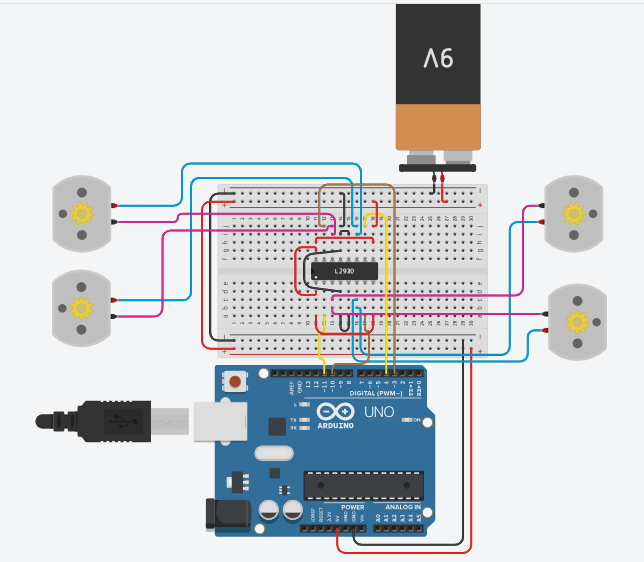 9V
L293D
AREF
GND
13
12
~11
~10
~9
8
7
~6
~5
4
~3
2
TX→1
RX←0
DIGITAL (PWM~)
L
TX
RX
UNO
ARDUINO
ON
IOREF
RESET
3.3V
5V
GND
GND
Vin
POWER
ANALOG IN
A0
A1
A2
A3
A4
A5